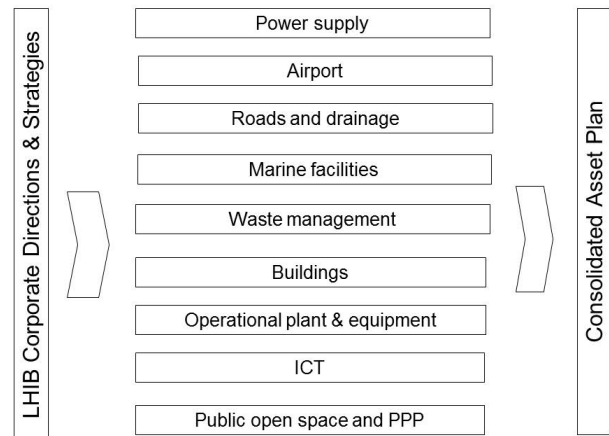 LHIB Corporate Directions & Strategies
Power supply
Airport
Roads and drainage
Marine facilities
Waste management
Buildings
Operational plant & equipment
ICT
Public open space and PPP
Consolidated Asset Plan